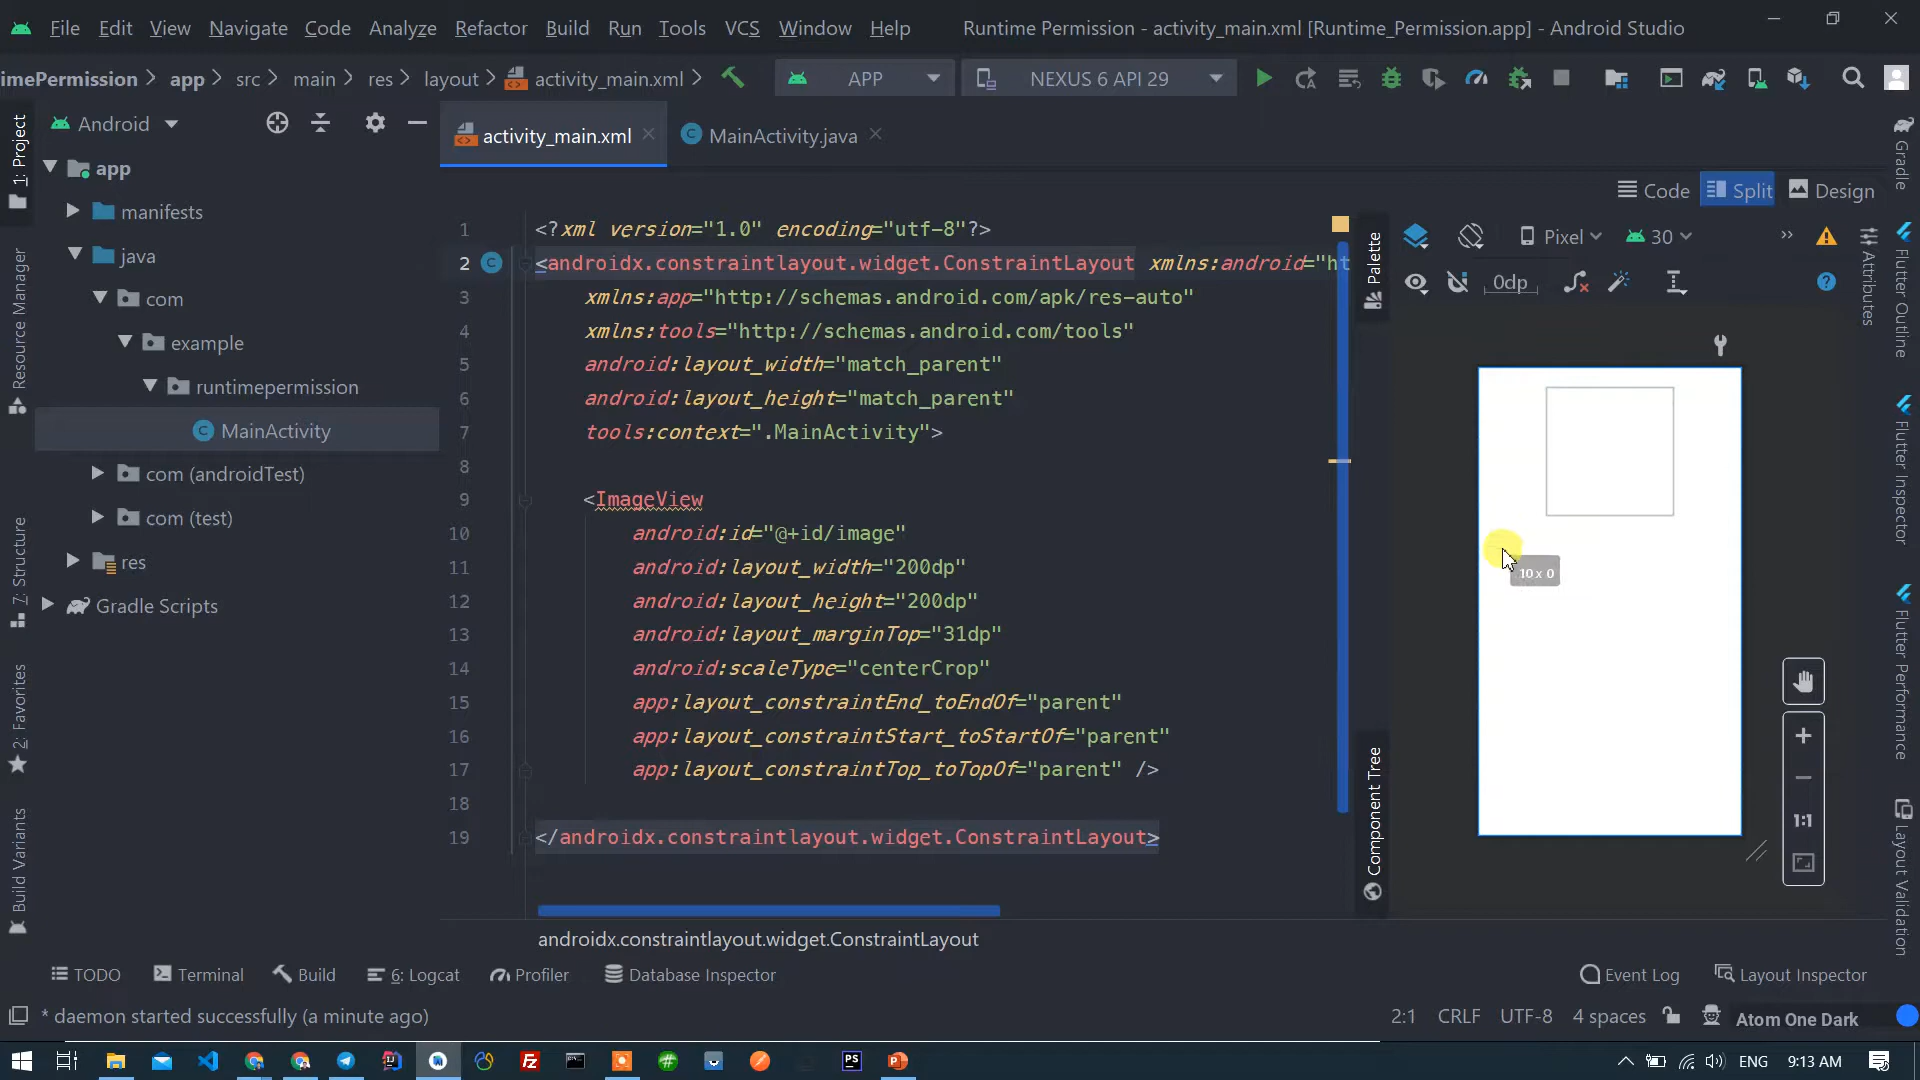 File Edit View Navigate Code Analyze Refactor Build Run Tools VCS Window Help Runtime Permission - activity_main.xml [Runtime_Permission.app] - Android Studio
imePermission app src main res layout activity_main.xml APP NEXUS 6 API 29
Android
activity_main.xml
MainActivity.java
1: Project
Resource Manager
7: Structure
2: Favorites
Build Variants
app
manifests
java
com
example
runtimepermission
MainActivity
com (androidTest)
com (test)
res
Gradle Scripts
Code Split Design
1 <?xml version="1.0" encoding="utf-8"?>
2 <androidx.constraintlayout.widget.ConstraintLayout xmlns:android="ht
3 xmlns:app="http://schemas.android.com/apk/res-auto"
4 xmlns:tools="http://schemas.android.com/tools"
5 android:layout_width="match_parent"
6 android:layout_height="match_parent"
7 tools:context=".MainActivity">
8
9 <ImageView
10 android:id="@+id/image"
11 android:layout_width="200dp"
12 android:layout_height="200dp"
13 android:layout_marginTop="31dp"
14 android:scaleType="centerCrop"
15 app:layout_constraintEnd_toEndOf="parent"
16 app:layout_constraintStart_toStartOf="parent"
17 app:layout_constraintTop_toTopOf="parent" />
18
19 </androidx.constraintlayout.widget.ConstraintLayout>
androidx.constraintlayout.widget.ConstraintLayout
Palette
Component Tree
Pixel 30
0dp
10 x 0
1:1
Attributes
Gradle
Flutter Outline
Flutter Inspector
Flutter Performance
Layout Validation
TODO Terminal Build 6: Logcat Profiler Database Inspector Event Log Layout Inspector
* daemon started successfully (a minute ago) 2:1 CRLF UTF-8 4 spaces Atom One Dark
ENG 9:13 AM